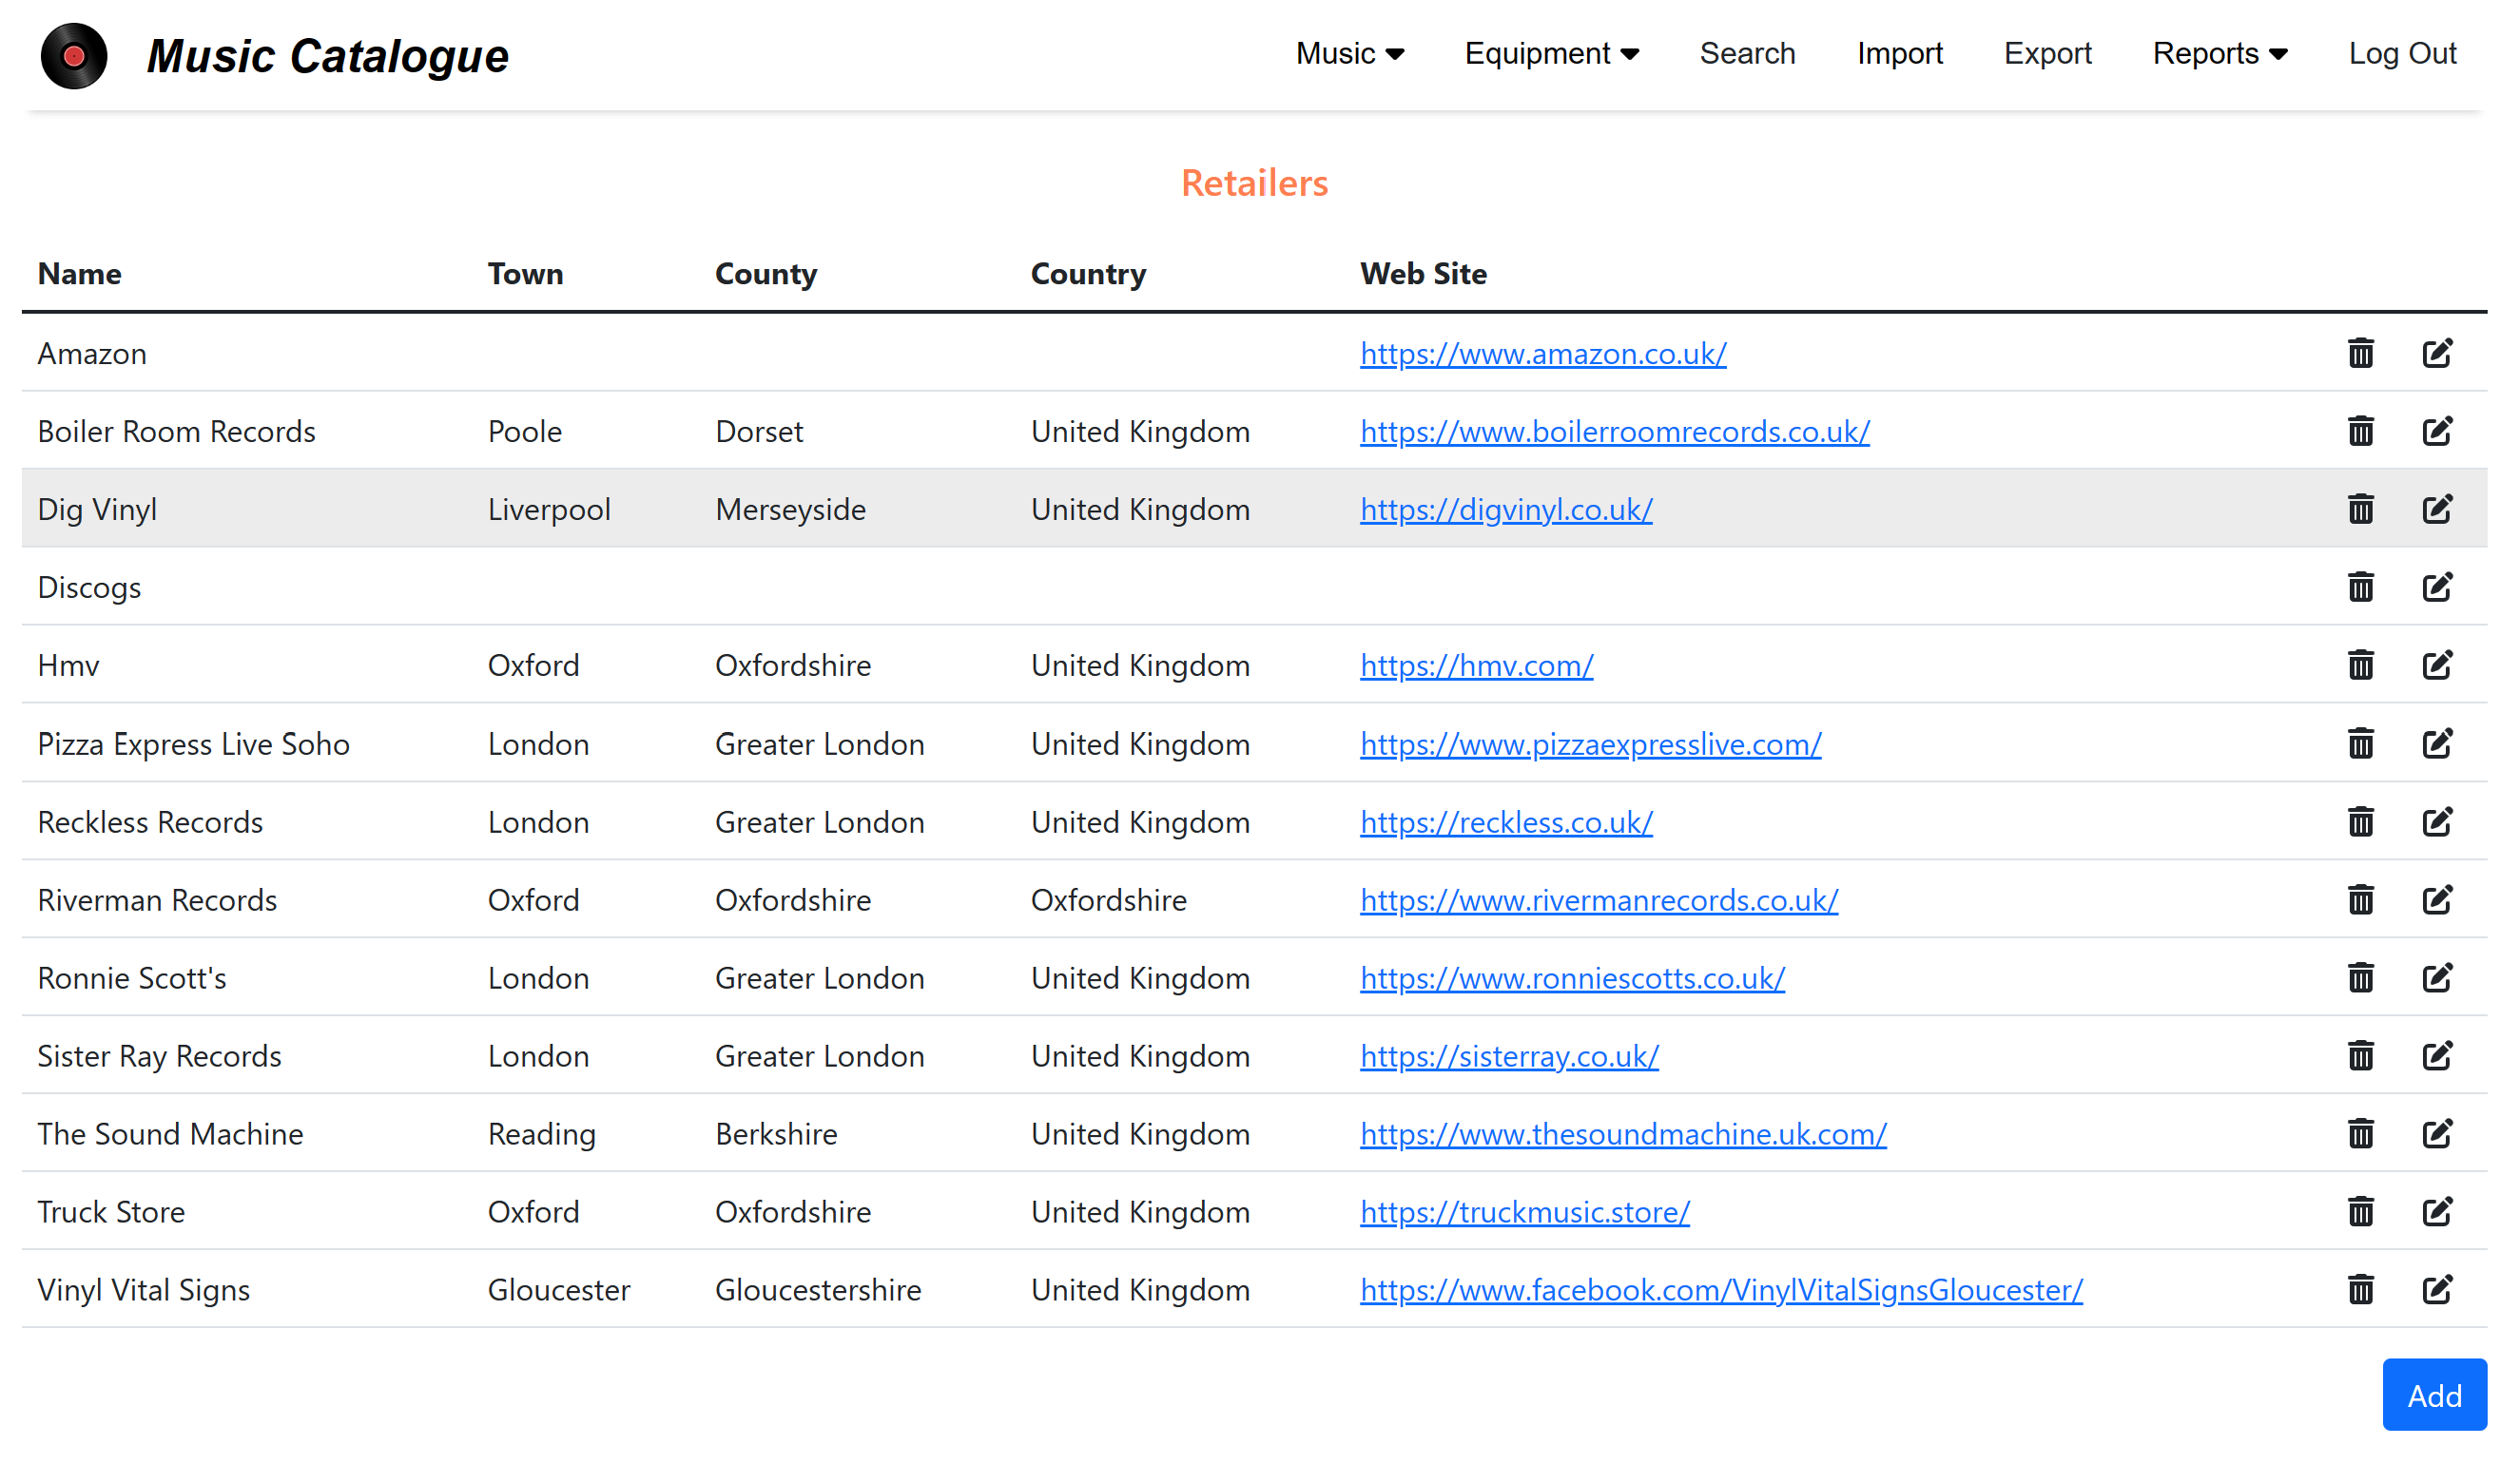 Music Catalogue Music Equipment Search Import Export Reports Log Out
Retailers
Name Town County Country Web Site
Amazon https://www.amazon.co.uk/
Boiler Room Records Poole Dorset United Kingdom https://www.boilerroomrecords.co.uk/
Dig Vinyl Liverpool Merseyside United Kingdom https://digvinyl.co.uk/
Discogs
Hmv Oxford Oxfordshire United Kingdom https://hmv.com/
Pizza Express Live Soho London Greater London United Kingdom https://www.pizzaexpresslive.com/
Reckless Records London Greater London United Kingdom https://reckless.co.uk/
Riverman Records Oxford Oxfordshire Oxfordshire https://www.rivermanrecords.co.uk/
Ronnie Scott's London Greater London United Kingdom https://www.ronniescotts.co.uk/
Sister Ray Records London Greater London United Kingdom https://sisterray.co.uk/
The Sound Machine Reading Berkshire United Kingdom https://www.thesoundmachine.uk.com/
Truck Store Oxford Oxfordshire United Kingdom https://truckmusic.store/
Vinyl Vital Signs Gloucester Gloucestershire United Kingdom https://www.facebook.com/VinylVitalSignsGloucester/
Add